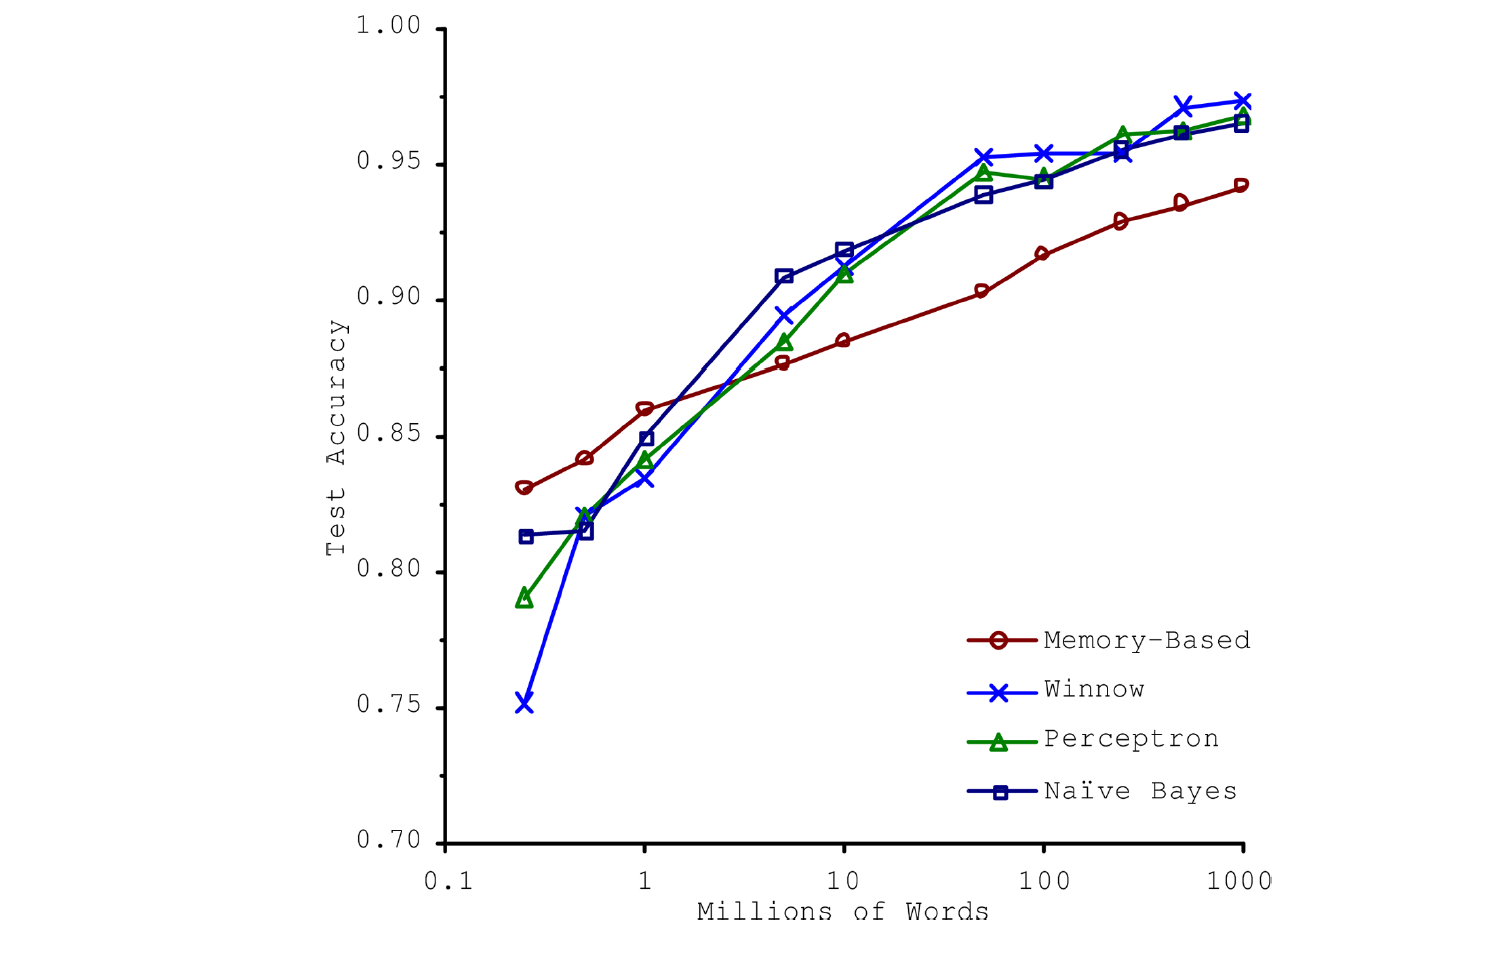 1.00
0.95
0.90
0.85
0.80
0.75
0.70
Test Accuracy
0.1 1 10 100 1000
Millions of Words
Memory-Based
Winnow
Perceptron
Naïve Bayes